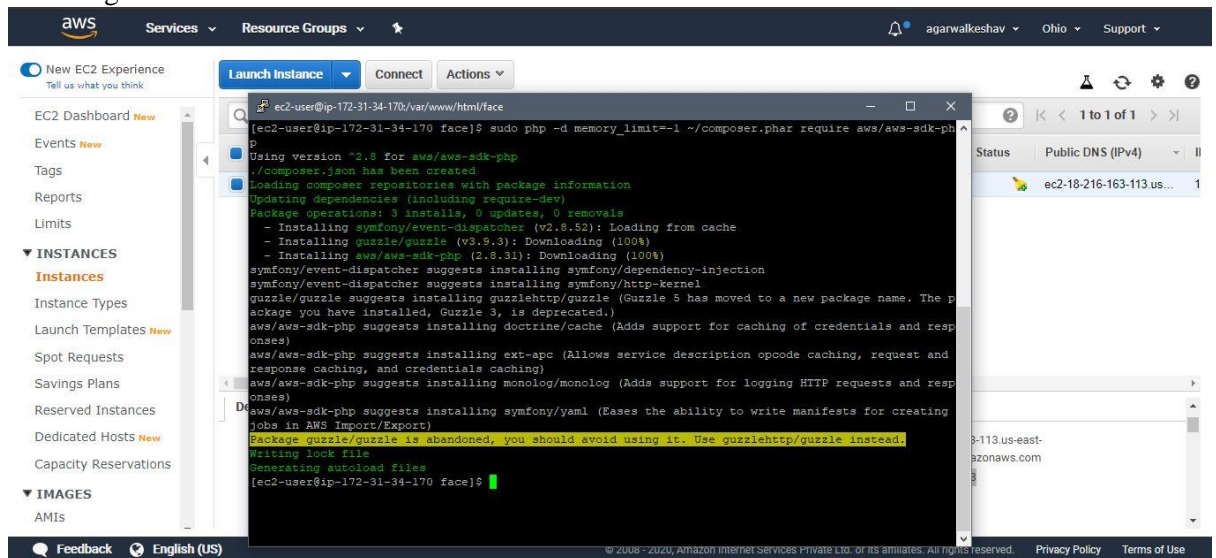 aws Services Resource Groups agarwalkeshav Ohio Support
New EC2 Experience
Tell us what you think
Launch Instance Connect Actions
EC2 Dashboard New
Events New
Tags
Reports
Limits
INSTANCES
Instances
Instance Types
Launch Templates New
Spot Requests
Savings Plans
Reserved Instances
Dedicated Hosts New
Capacity Reservations
IMAGES
AMIs
1 to 1 of 1
Status Public DNS (IPv4)
ec2-18-216-163-113.us... 1
ec2-user@ip-172-31-34-170:/var/www/html/face
[ec2-user@ip-172-31-34-170 face]$ sudo php -d memory_limit=-1 ~/composer.phar require aws/aws-sdk-ph
p
Using version ^2.8 for aws/aws-sdk-php
./composer.json has been created
Loading composer repositories with package information
Updating dependencies (including require-dev)
Package operations: 3 installs, 0 updates, 0 removals
- Installing symfony/event-dispatcher (v2.8.52): Loading from cache
- Installing guzzle/guzzle (v3.9.3): Downloading (100%)
- Installing aws/aws-sdk-php (2.8.31): Downloading (100%)
symfony/event-dispatcher suggests installing symfony/dependency-injection
symfony/event-dispatcher suggests installing symfony/http-kernel
guzzle/guzzle suggests installing guzzlehttp/guzzle (Guzzle 5 has moved to a new package name. The p
ackage you have installed, Guzzle 3, is deprecated.)
aws/aws-sdk-php suggests installing doctrine/cache (Adds support for caching of credentials and resp
onses)
aws/aws-sdk-php suggests installing ext-apc (Allows service description opcode caching, request and
response caching, and credentials caching)
aws/aws-sdk-php suggests installing monolog/monolog (Adds support for logging HTTP requests and resp
onses)
aws/aws-sdk-php suggests installing symfony/yaml (Eases the ability to write manifests for creating
jobs in AWS Import/Export)
Package guzzle/guzzle is abandoned, you should avoid using it. Use guzzlehttp/guzzle instead.
Writing lock file
Generating autoload files
[ec2-user@ip-172-31-34-170 face]$
De
3-113.us-east-
azonaws.com
Feedback English (US) © 2008 - 2020, Amazon Internet Services Private Ltd. or its affiliates. All rights reserved. Privacy Policy Terms of Use